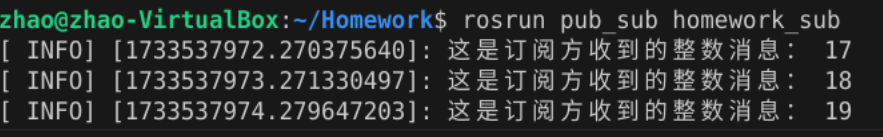 zhao@zhao-VirtualBox:~/Homework$ rosrun pub_sub homework_sub
[ INFO] [1733537972.270375640]: 这是订阅方收到的整数消息： 17
[ INFO] [1733537973.271330497]: 这是订阅方收到的整数消息： 18
[ INFO] [1733537974.279647203]: 这是订阅方收到的整数消息： 19